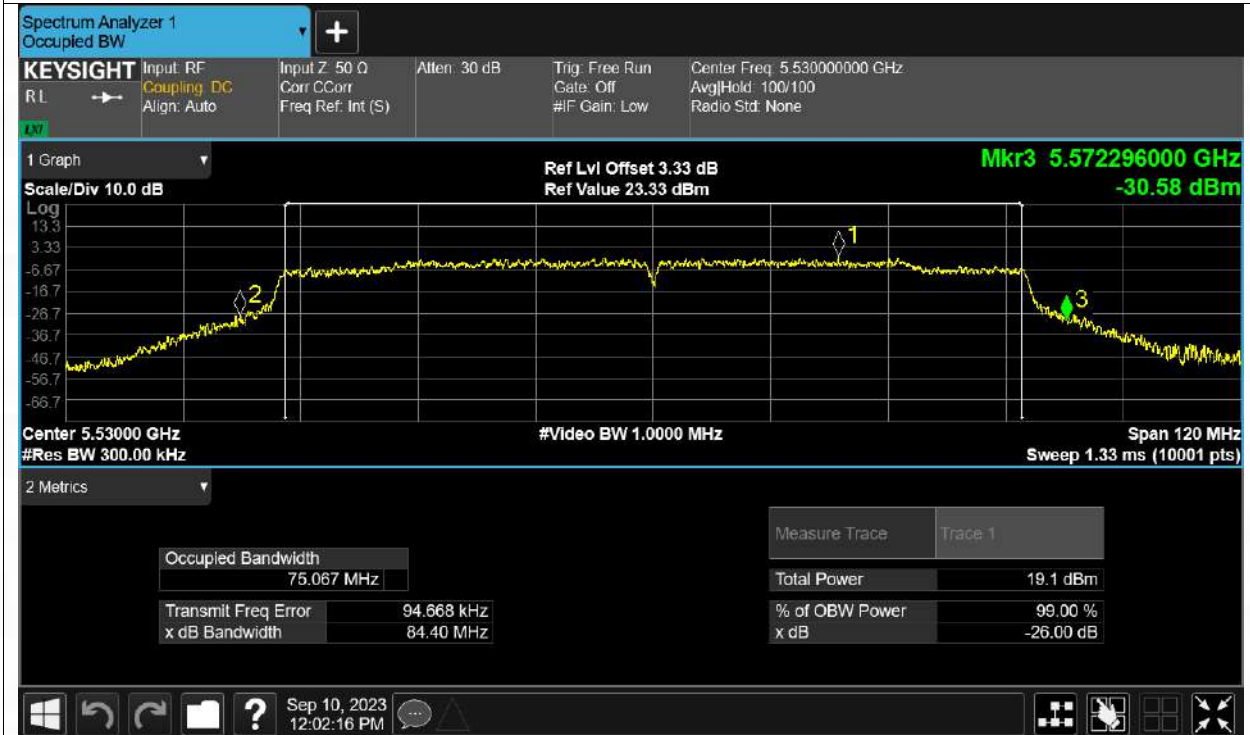 Spectrum Analyzer 1
Occupied BW
+
KEYSIGHT
RL
LXI
Input: RF
Coupling: DC
Align: Auto
Input Z: 50 Ω
Corr CCorr
Freq Ref: Int (S)
Atten: 30 dB
Trig: Free Run
Gate: Off
#IF Gain: Low
Center Freq: 5.530000000 GHz
Avg|Hold: 100/100
Radio Std: None
1 Graph
Scale/Div 10.0 dB
Ref Lvl Offset 3.33 dB
Ref Value 23.33 dBm
Mkr3 5.572296000 GHz
-30.58 dBm
Log
13.3
3.33
-6.67
-16.7
-26.7
-36.7
-46.7
-56.7
-66.7
1
2
3
Center 5.53000 GHz
#Res BW 300.00 kHz
#Video BW 1.0000 MHz
Span 120 MHz
Sweep 1.33 ms (10001 pts)
2 Metrics
Measure Trace Trace 1
Occupied Bandwidth
75.067 MHz
Total Power 19.1 dBm
Transmit Freq Error 94.668 kHz
% of OBW Power 99.00 %
x dB Bandwidth 84.40 MHz
x dB -26.00 dB
?
Sep 10, 2023
12:02:16 PM